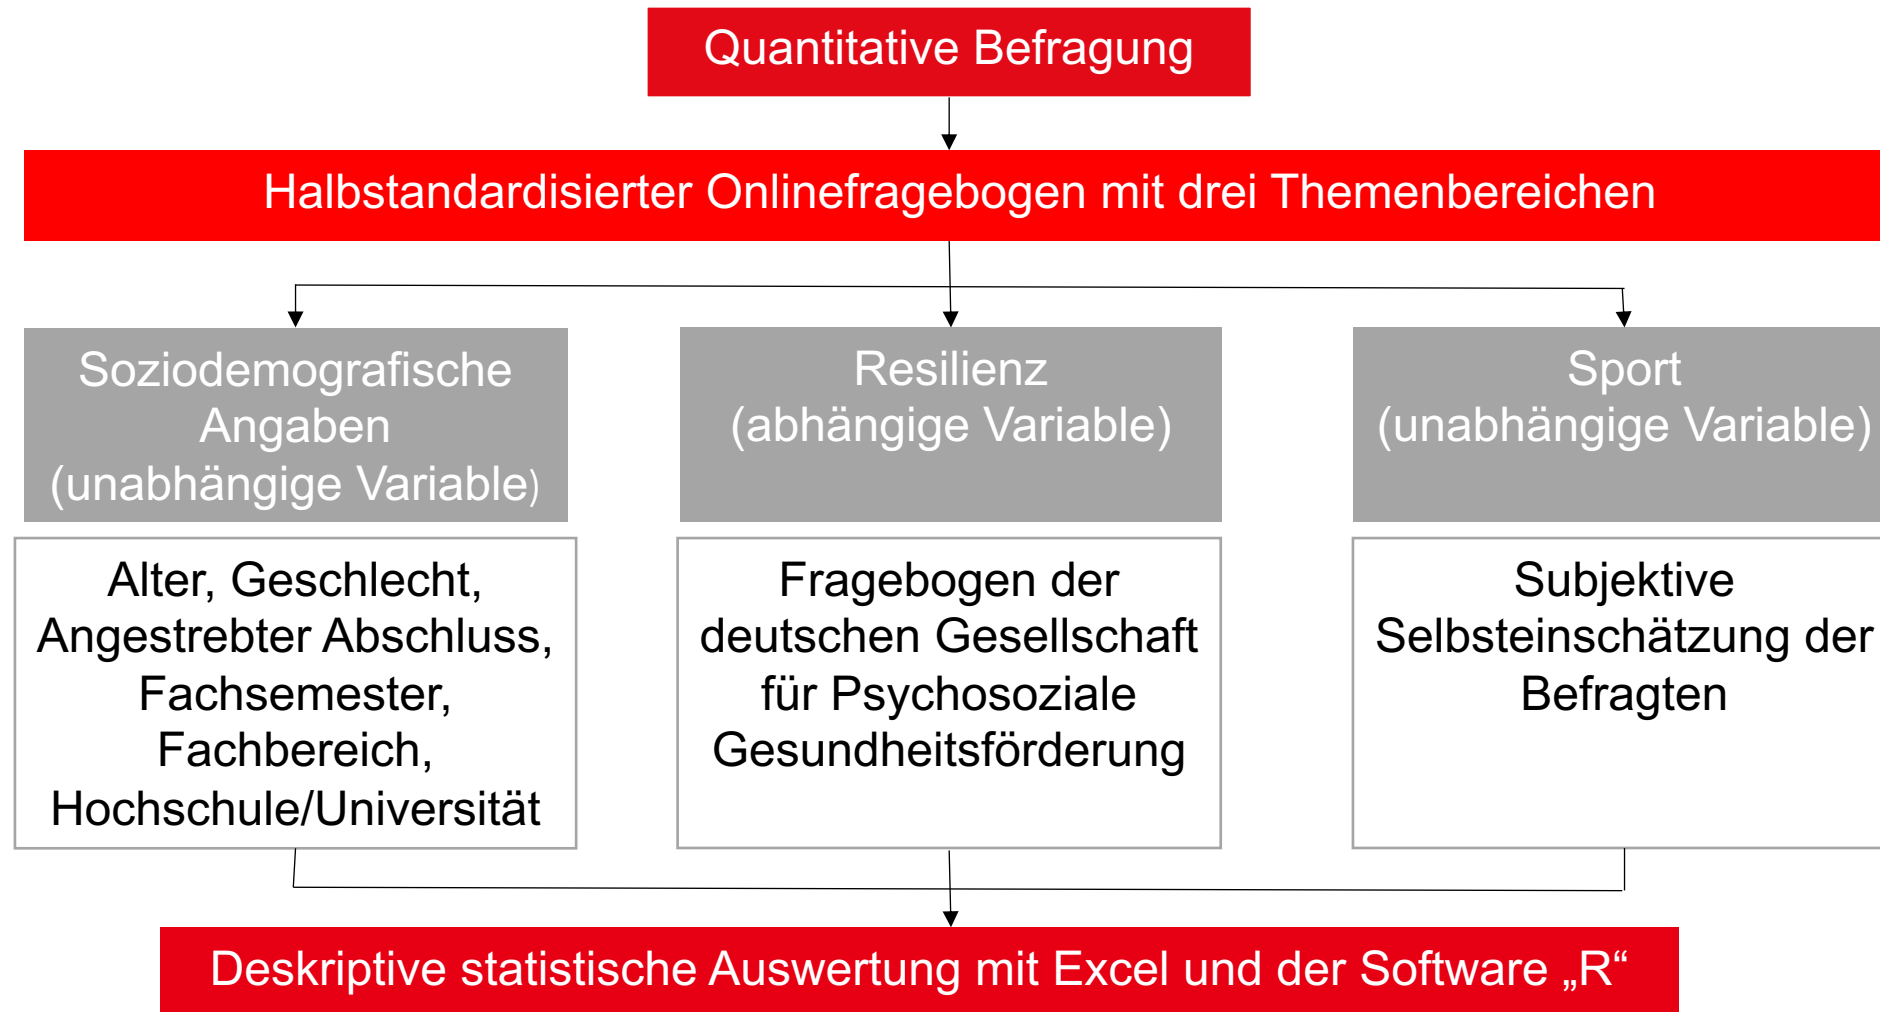 Quantitative Befragung
Halbstandardisierter Onlinefragebogen mit drei Themenbereichen
Soziodemografische
Angaben
(unabhängige Variable)
Resilienz
(abhängige Variable)
Sport
(unabhängige Variable)
Alter, Geschlecht,
Angestrebter Abschluss,
Fachsemester,
Fachbereich,
Hochschule/Universität
Fragebogen der
deutschen Gesellschaft
für Psychosoziale
Gesundheitsförderung
Subjektive
Selbsteinschätzung der
Befragten
Deskriptive statistische Auswertung mit Excel und der Software „R“